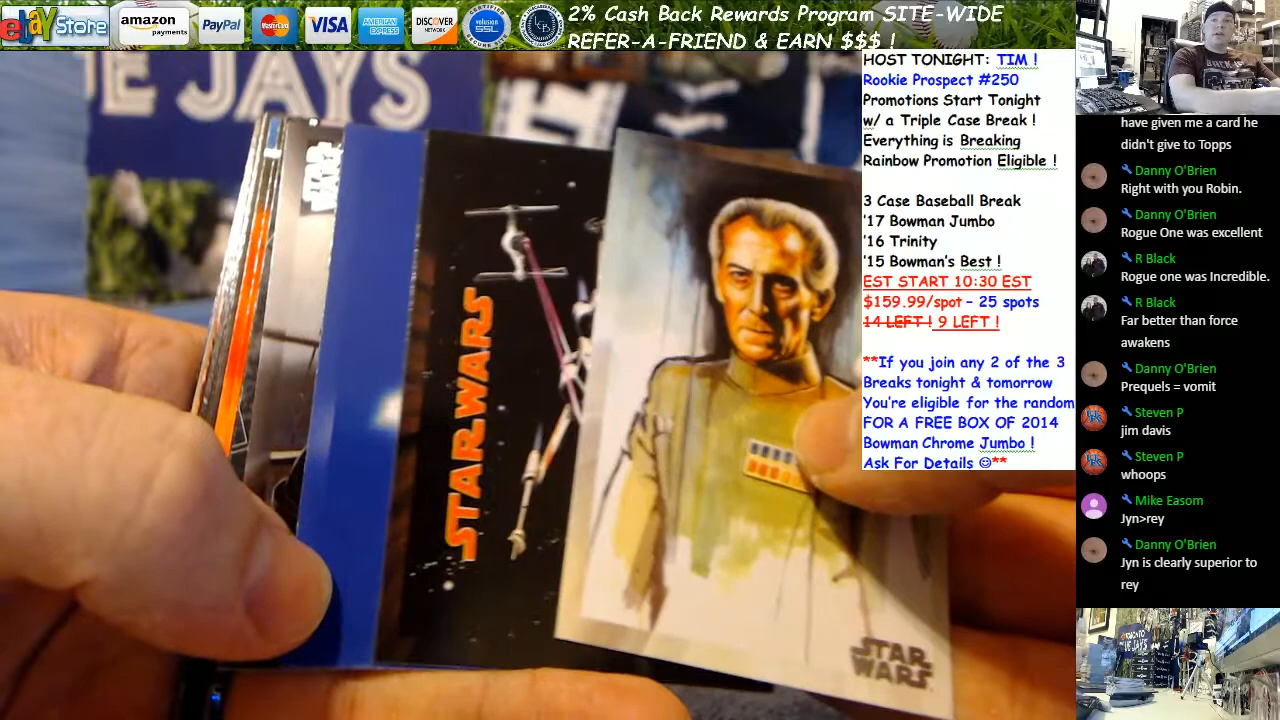 ebay Store
amazon
payments
PayPal
MasterCard
VISA
AMERICAN
EXPRESS
DISCOVER
NETWORK
volusion
SSL
2% Cash Back Rewards Program SITE-WIDE
REFER-A-FRIEND & EARN $$$ !
HOST TONIGHT: TIM !
Rookie Prospect #250
Promotions Start Tonight
w/ a Triple Case Break !
Everything is Breaking
Rainbow Promotion Eligible !
3 Case Baseball Break
'17 Bowman Jumbo
'16 Trinity
'15 Bowman's Best !
EST START 10:30 EST
$159.99/spot – 25 spots
14 LEFT ! 9 LEFT !
**If you join any 2 of the 3
Breaks tonight & tomorrow
You're eligible for the random
FOR A FREE BOX OF 2014
Bowman Chrome Jumbo !
Ask For Details ☺**
have given me a card he
didn't give to Topps
Danny O'Brien
Right with you Robin.
Danny O'Brien
Rogue One was excellent
R Black
Rogue one was Incredible.
R Black
Far better than force
awakens
Danny O'Brien
Prequels = vomit
Steven P
jim davis
Steven P
whoops
Mike Easom
Jyn>rey
Danny O'Brien
Jyn is clearly superior to
rey
UE JAYS
STAR WARS
STAR
WARS